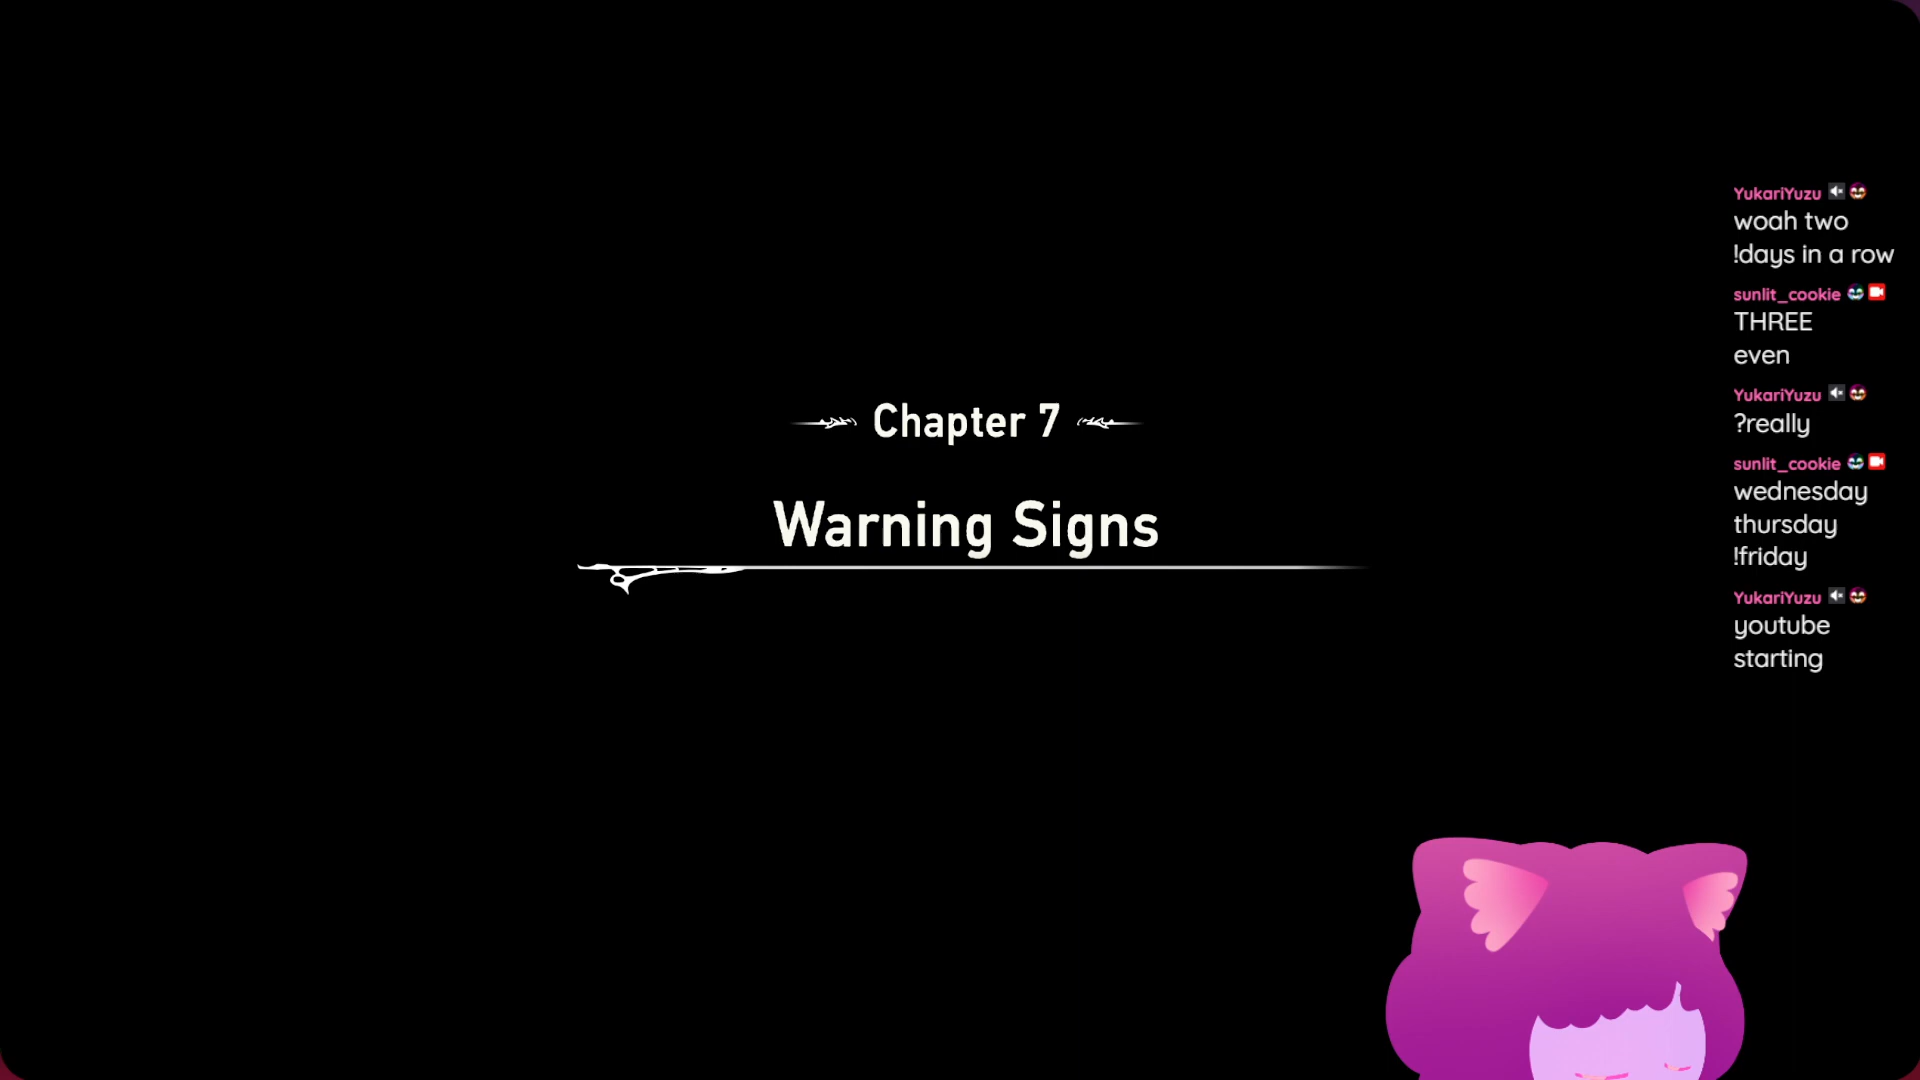 Chapter 7
Warning Signs
YukariYuzu
woah two
!days in a row
sunlit_cookie
THREE
even
YukariYuzu
?really
sunlit_cookie
wednesday
thursday
!friday
YukariYuzu
youtube
starting